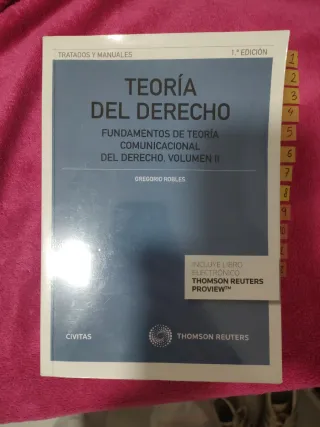 TRATADOS Y MANUALES
1.ª EDICIÓN
TEORÍA
DEL DERECHO
FUNDAMENTOS DE TEORÍA
COMUNICACIONAL
DEL DERECHO. VOLUMEN II
GREGORIO ROBLES
INCLUYE LIBRO
ELECTRÓNICO
THOMSON REUTERS
PROVIEW™
CIVITAS
THOMSON REUTERS
1
2
3
4
5
6
7
8
9